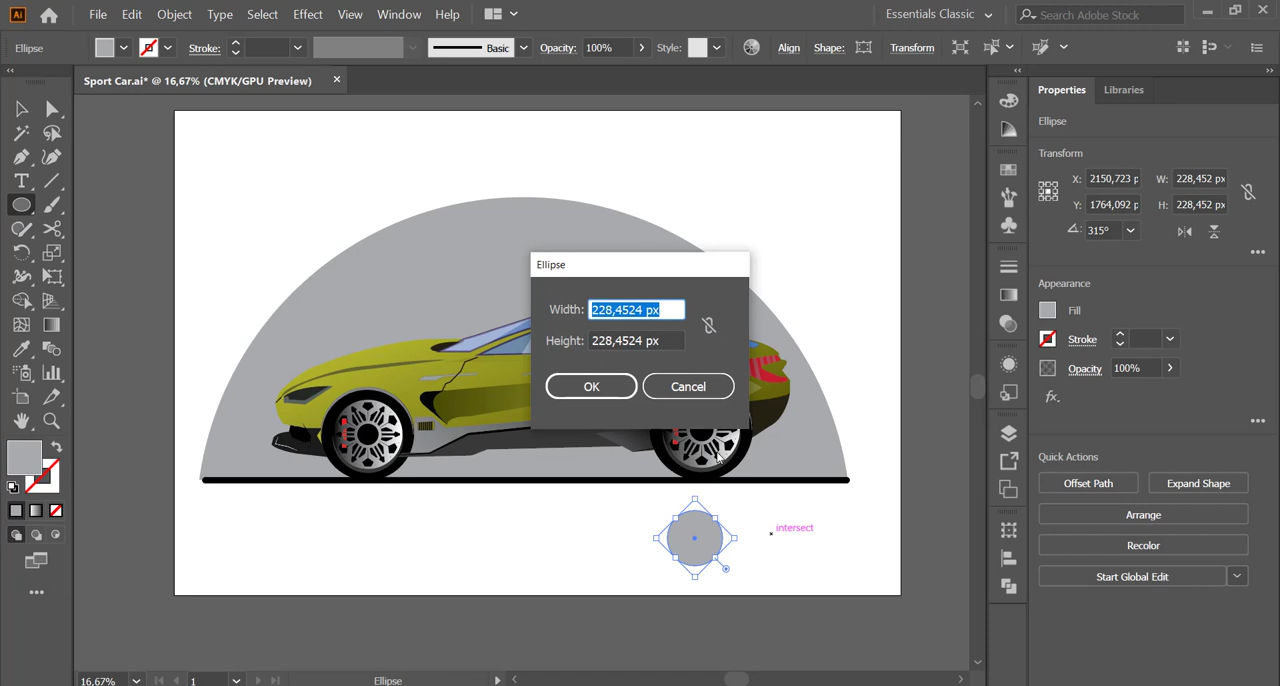 Ai File Edit Object Type Select Effect View Window Help Essentials Classic Search Adobe Stock
Ellipse Stroke: Basic Opacity: 100% Style: Align Shape: Transform
Sport Car.ai* @ 16,67% (CMYK/GPU Preview) ×
Properties Libraries
Ellipse
Transform
X: 2150,723 p W: 228,452 px
Y: 1764,092 p H: 228,452 px
315°
Appearance
Fill
Stroke
Opacity 100%
fx.
Quick Actions
Offset Path Expand Shape
Arrange
Recolor
Start Global Edit
Ellipse
Width: 228,4524 px
Height: 228,4524 px
OK Cancel
intersect
16,67% 1 Ellipse